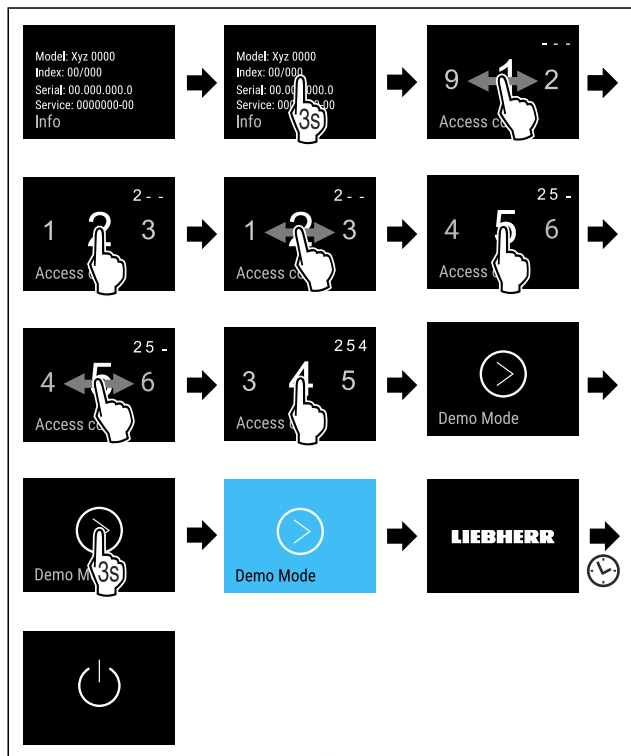 Model: Xyz 0000
Index: 00/000
Serial: 00.000.000.0
Service: 0000000-00
Info
Model: Xyz 0000
Index: 00/000
Serial:
Service:
Info
3s
- - -
9 1 2
Access
2 - -
1 2 3
Access
2 - -
1 2 3
Access
2 5 -
4 5 6
Access
2 5 -
4 5 6
Access
2 5 4
3 4 5
Access
Demo Mode
Demo
3s
Demo Mode
LIEBHERR